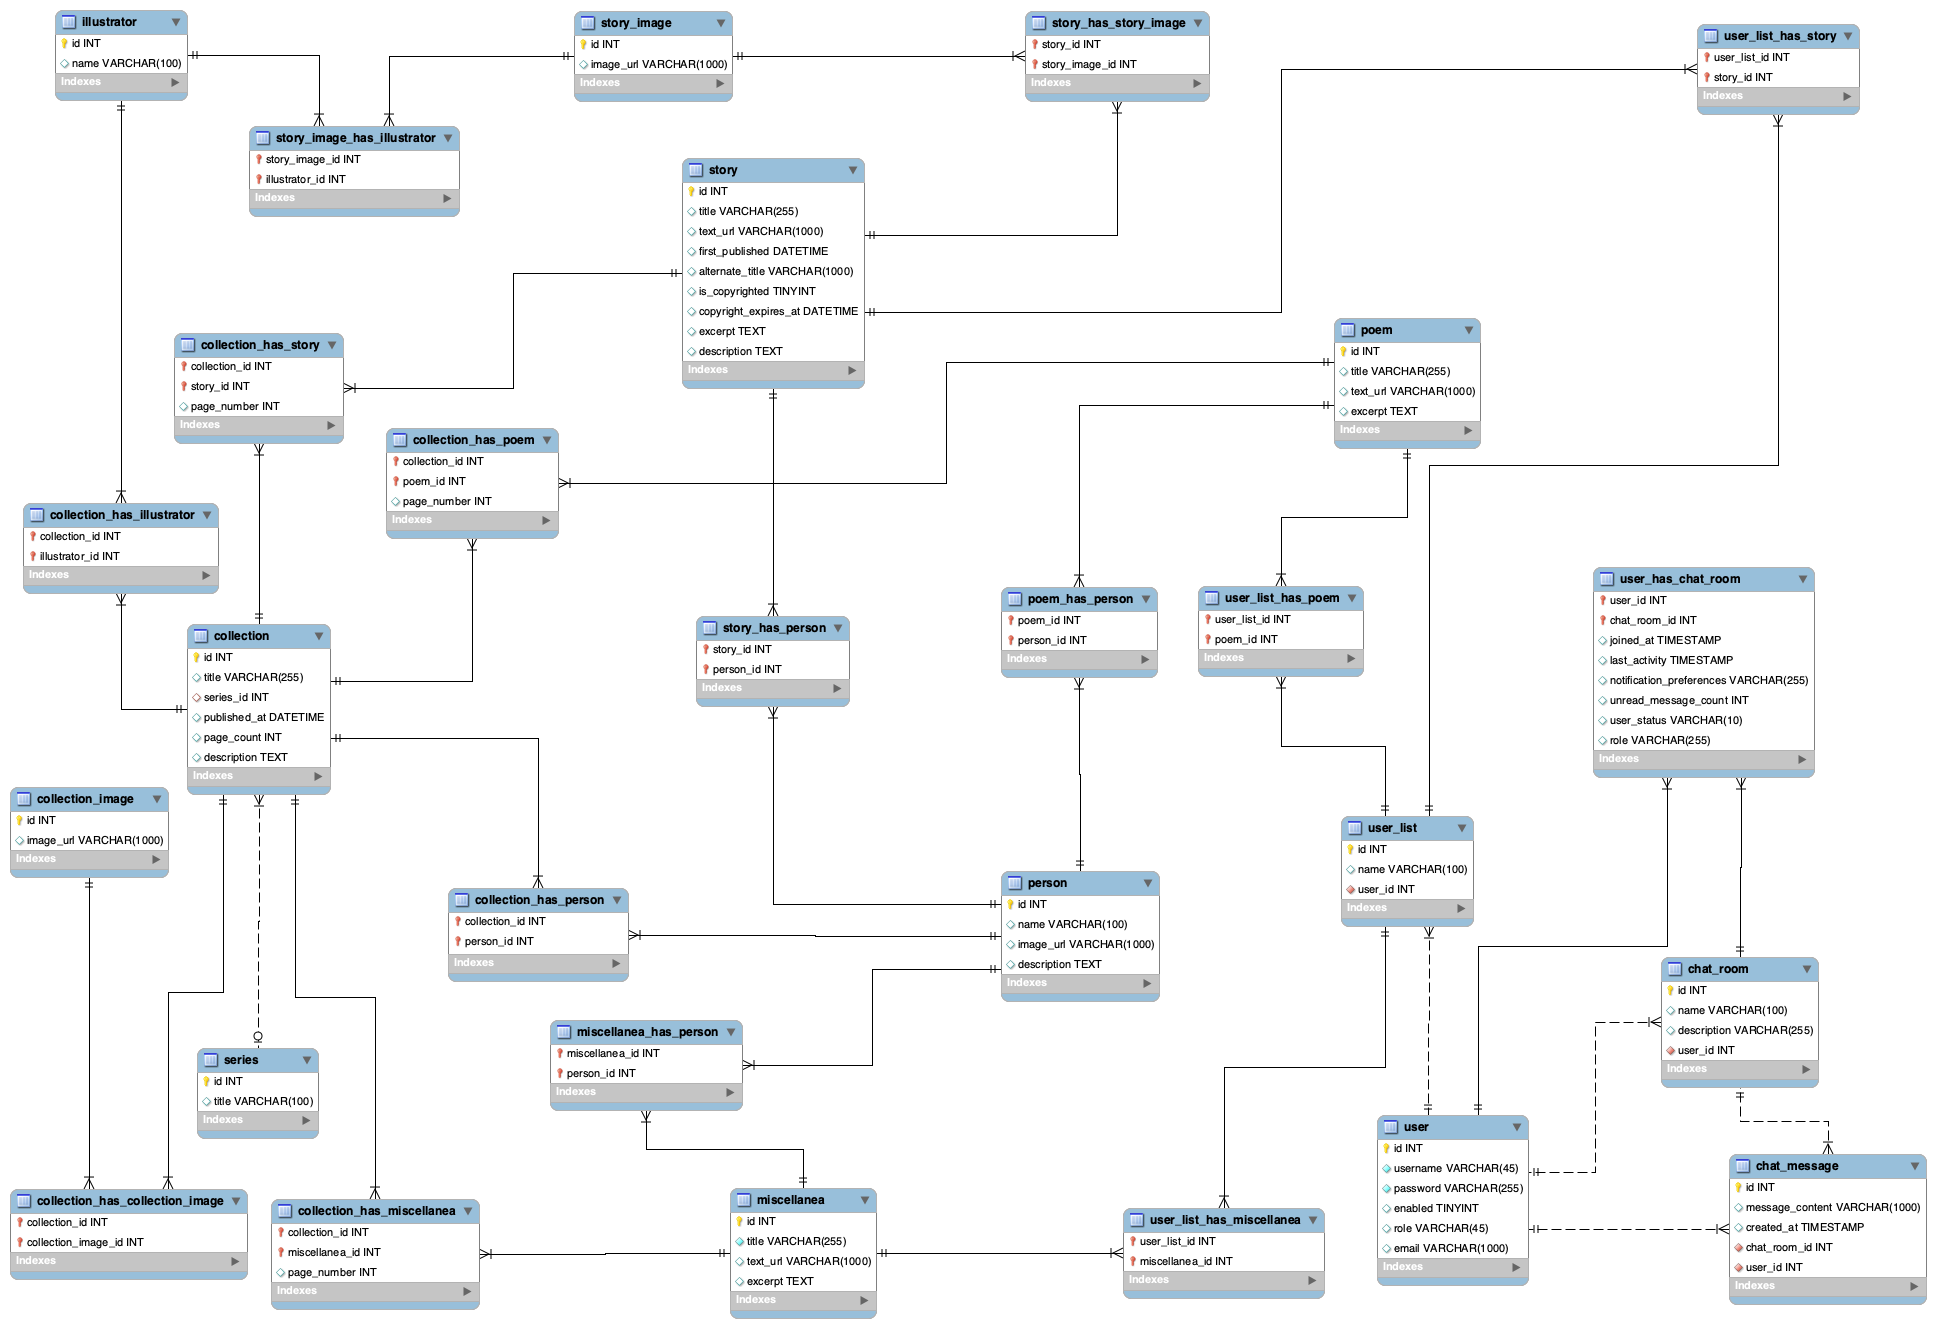 illustrator
id INT
name VARCHAR(100)
Indexes
story_image
id INT
image_url VARCHAR(1000)
Indexes
story_has_story_image
story_id INT
story_image_id INT
Indexes
user_list_has_story
user_list_id INT
story_id INT
Indexes
story_image_has_illustrator
story_image_id INT
illustrator_id INT
Indexes
story
id INT
title VARCHAR(255)
text_url VARCHAR(1000)
first_published DATETIME
alternate_title VARCHAR(1000)
is_copyrighted TINYINT
copyright_expires_at DATETIME
excerpt TEXT
description TEXT
Indexes
collection_has_story
collection_id INT
story_id INT
page_number INT
Indexes
poem
id INT
title VARCHAR(255)
text_url VARCHAR(1000)
excerpt TEXT
Indexes
collection_has_poem
collection_id INT
poem_id INT
page_number INT
Indexes
collection_has_illustrator
collection_id INT
illustrator_id INT
Indexes
collection
id INT
title VARCHAR(255)
series_id INT
published_at DATETIME
page_count INT
description TEXT
Indexes
story_has_person
story_id INT
person_id INT
Indexes
poem_has_person
poem_id INT
person_id INT
Indexes
user_list_has_poem
user_list_id INT
poem_id INT
Indexes
user_has_chat_room
user_id INT
chat_room_id INT
joined_at TIMESTAMP
last_activity TIMESTAMP
notification_preferences VARCHAR(255)
unread_message_count INT
user_status VARCHAR(10)
role VARCHAR(255)
Indexes
collection_image
id INT
image_url VARCHAR(1000)
Indexes
collection_has_person
collection_id INT
person_id INT
Indexes
person
id INT
name VARCHAR(100)
image_url VARCHAR(1000)
description TEXT
Indexes
user_list
id INT
name VARCHAR(100)
user_id INT
Indexes
chat_room
id INT
name VARCHAR(100)
description VARCHAR(255)
user_id INT
Indexes
series
id INT
title VARCHAR(100)
Indexes
miscellanea_has_person
miscellanea_id INT
person_id INT
Indexes
user
id INT
username VARCHAR(45)
password VARCHAR(255)
enabled TINYINT
role VARCHAR(45)
email VARCHAR(1000)
Indexes
chat_message
id INT
message_content VARCHAR(1000)
created_at TIMESTAMP
chat_room_id INT
user_id INT
Indexes
collection_has_collection_image
collection_id INT
collection_image_id INT
Indexes
collection_has_miscellanea
collection_id INT
miscellanea_id INT
page_number INT
Indexes
miscellanea
id INT
title VARCHAR(255)
text_url VARCHAR(1000)
excerpt TEXT
Indexes
user_list_has_miscellanea
user_list_id INT
miscellanea_id INT
Indexes